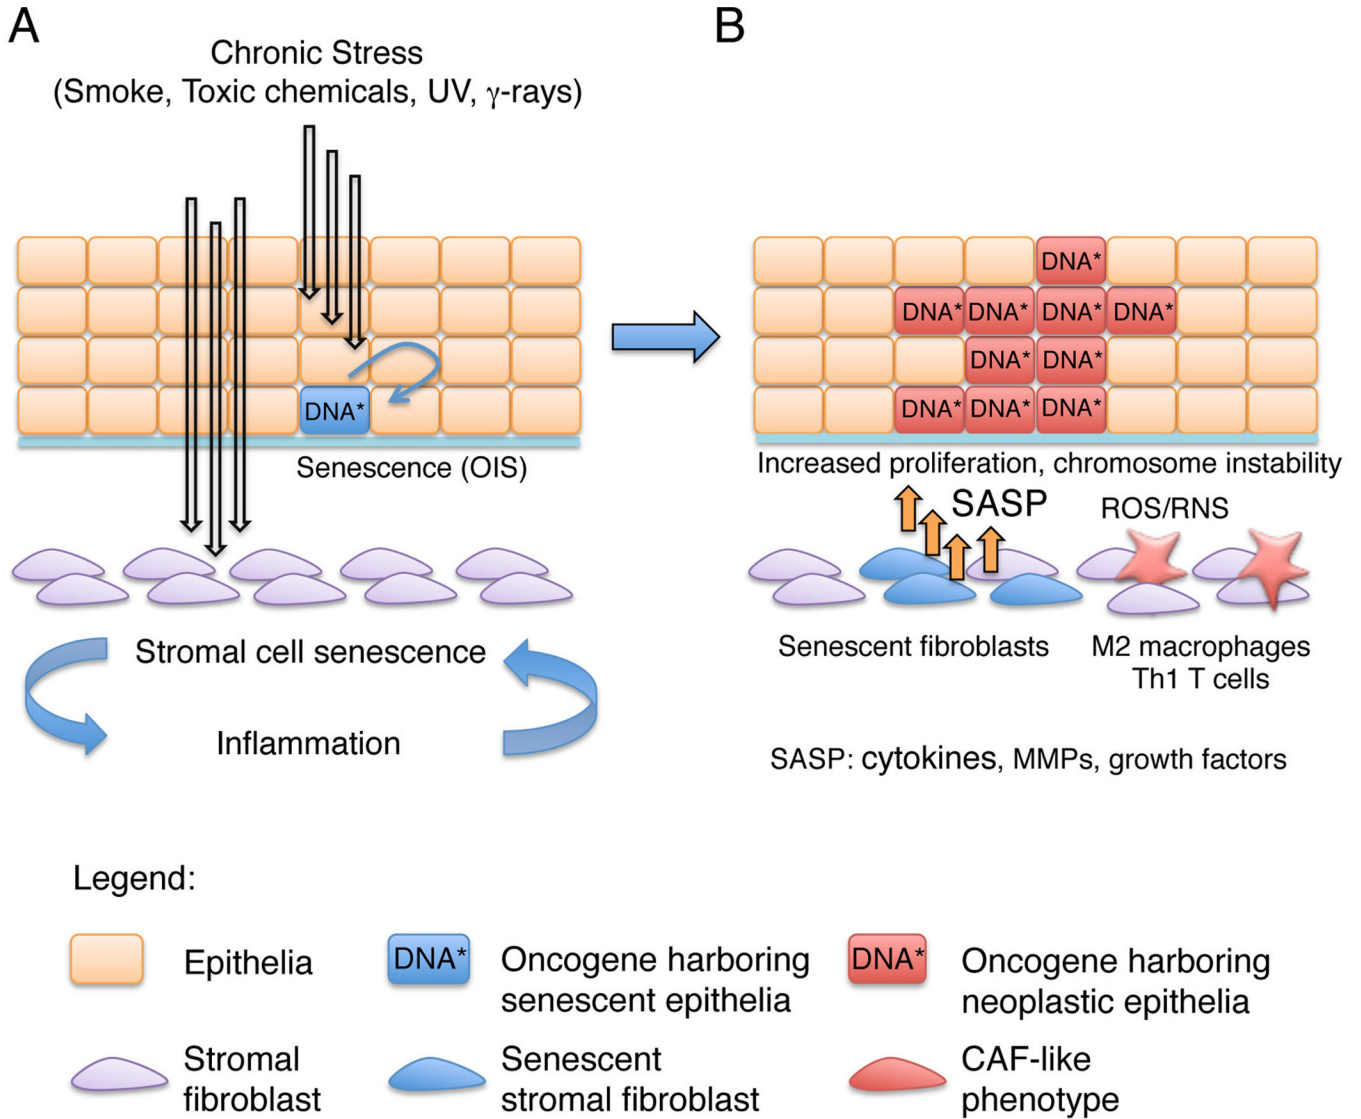 A
Chronic Stress
(Smoke, Toxic chemicals, UV, γ-rays)
DNA*
Senescence (OIS)
Stromal cell senescence
Inflammation
B
DNA*
DNA* DNA* DNA* DNA*
DNA* DNA*
DNA* DNA* DNA*
Increased proliferation, chromosome instability
SASP
ROS/RNS
Senescent fibroblasts
M2 macrophages
Th1 T cells
SASP: cytokines, MMPs, growth factors
Legend:
Epithelia
DNA*
Oncogene harboring
senescent epithelia
DNA*
Oncogene harboring
neoplastic epithelia
Stromal
fibroblast
Senescent
stromal fibroblast
CAF-like
phenotype